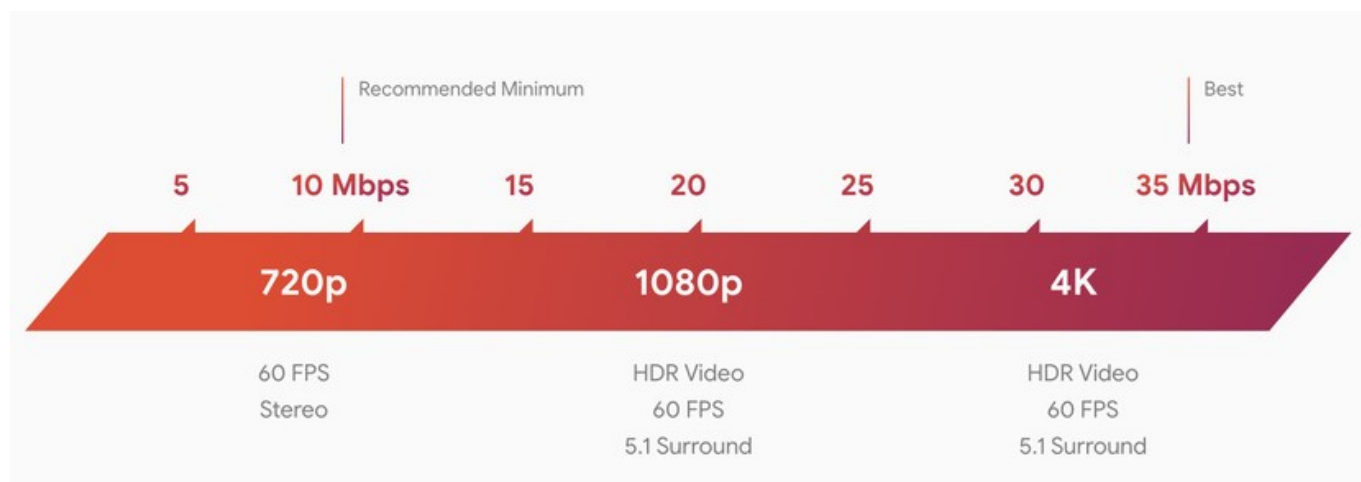 Recommended Minimum Best
5 10 Mbps 15 20 25 30 35 Mbps
720p 1080p 4K
60 FPS HDR Video HDR Video
Stereo 60 FPS 60 FPS
5.1 Surround 5.1 Surround